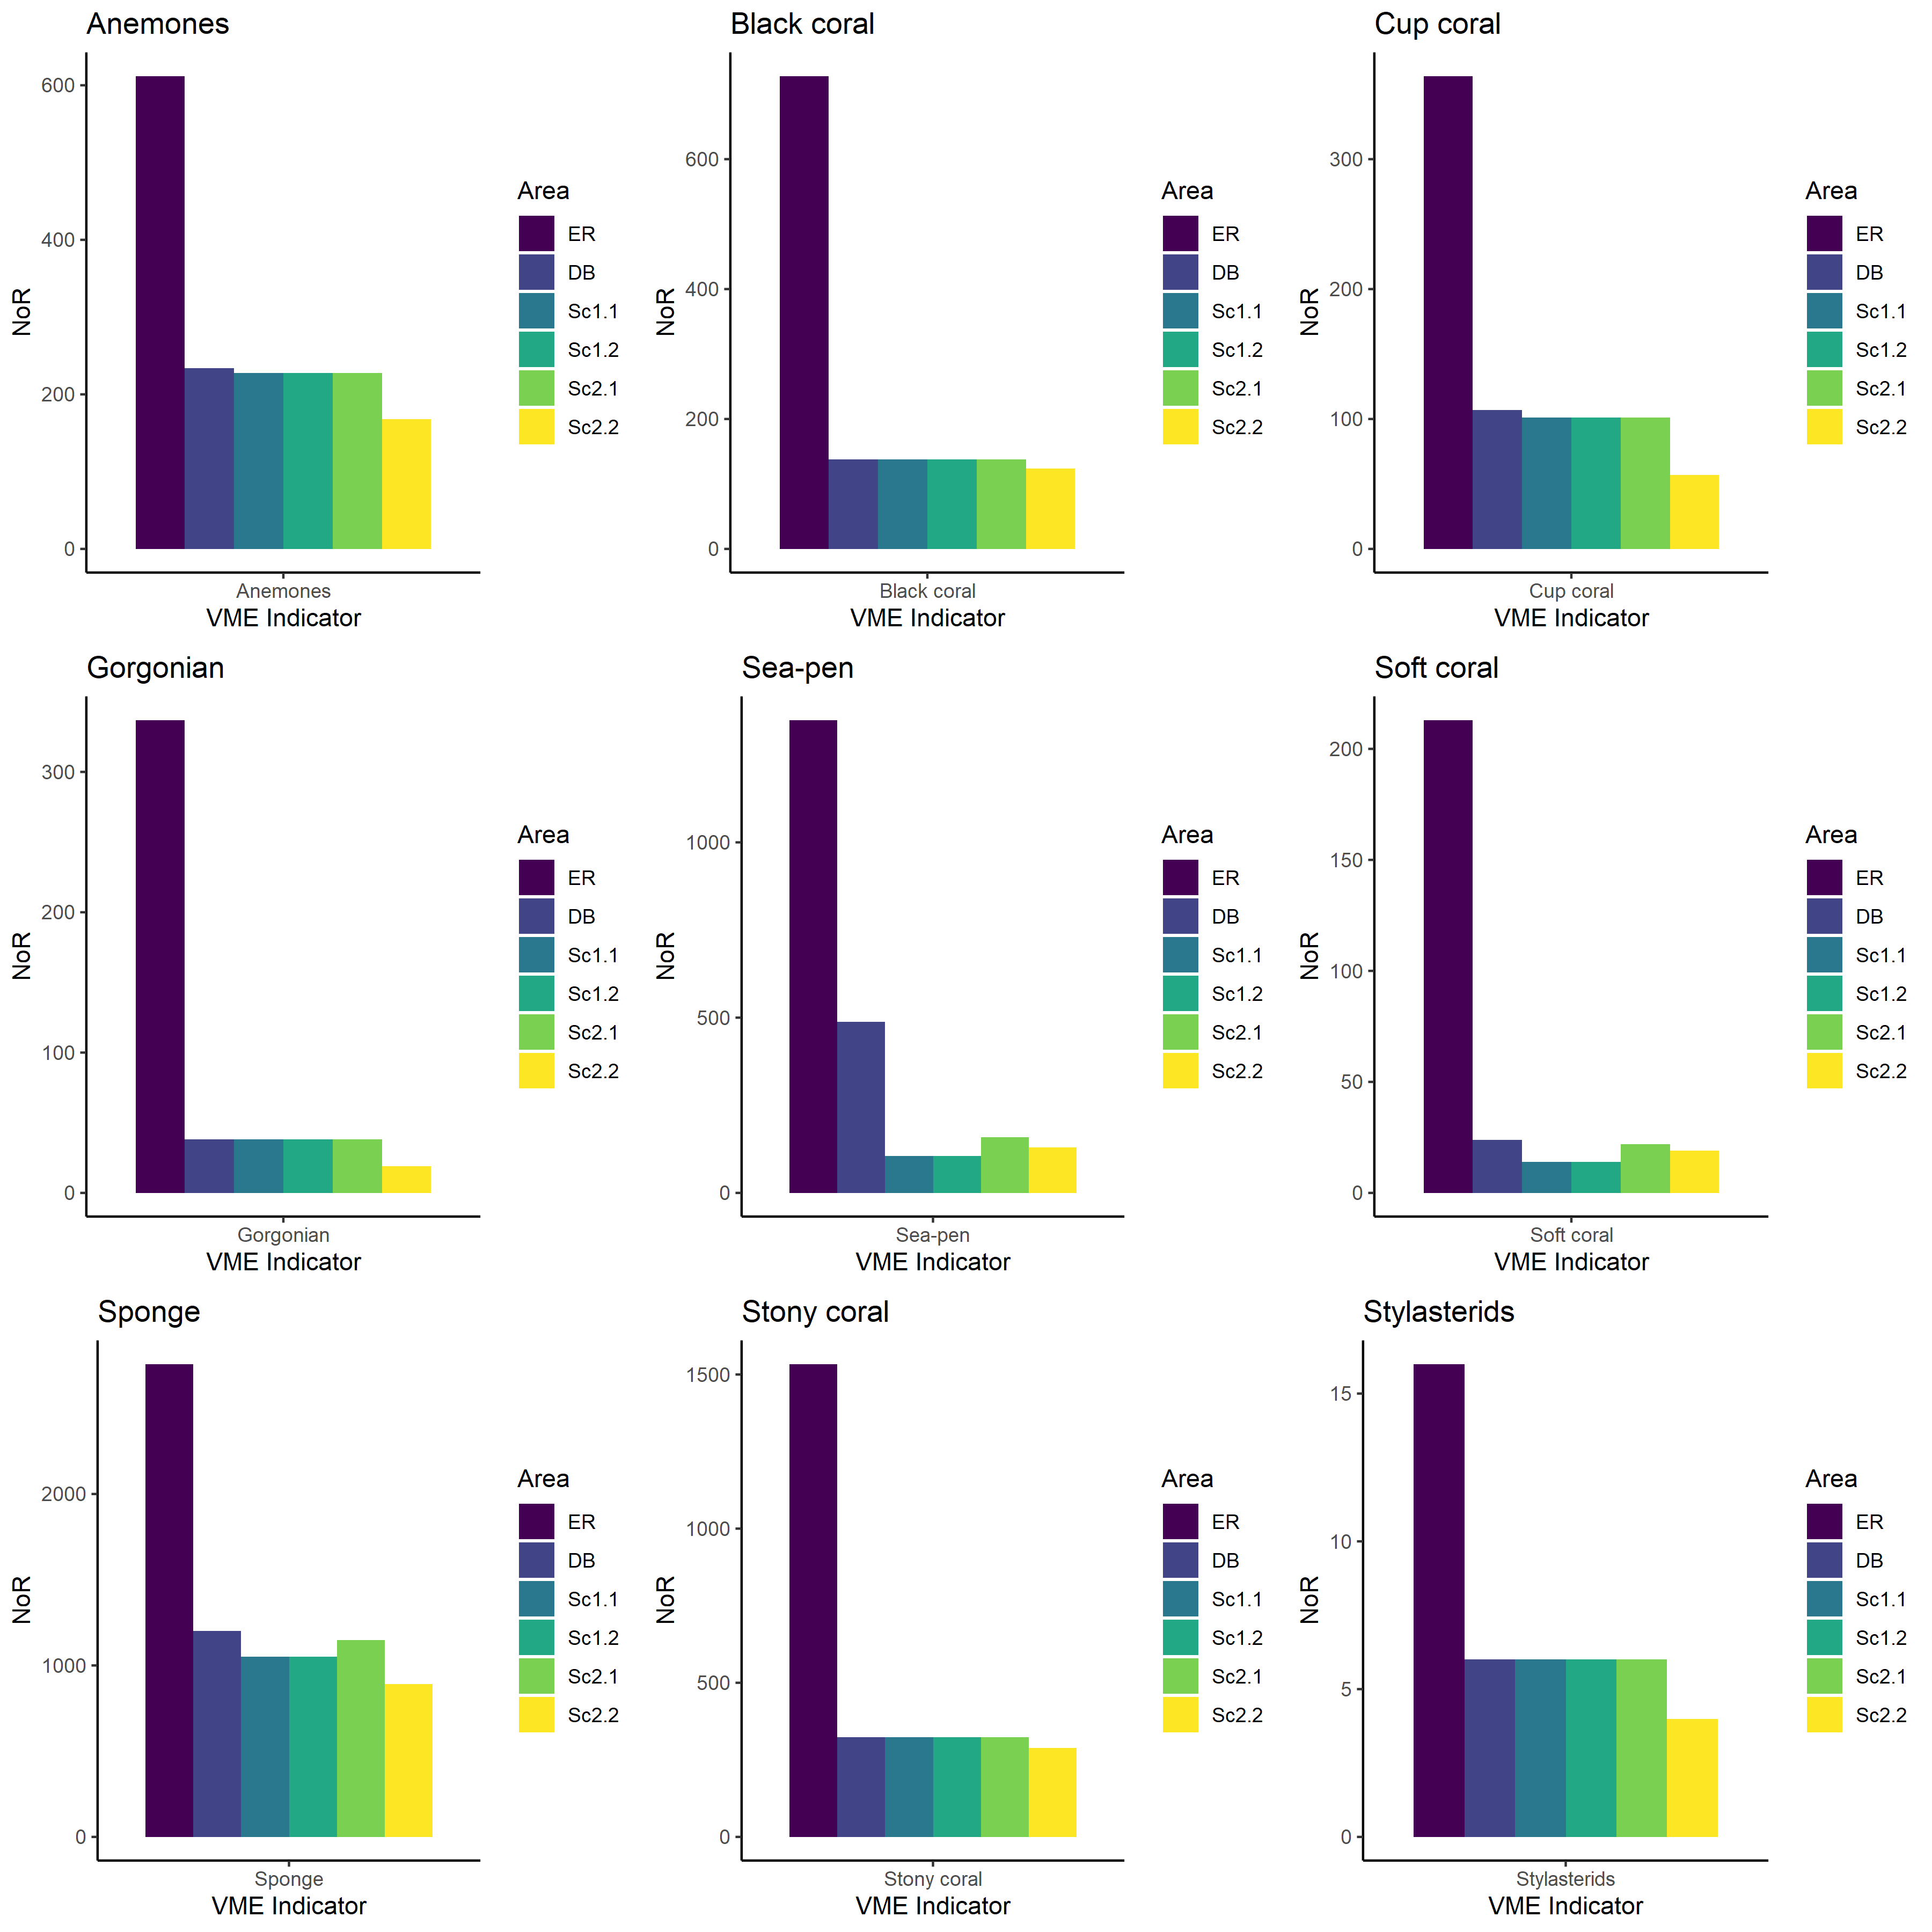 Anemones
NoR
600
400
200
0
Anemones
VME Indicator
Area
ER
DB
Sc1.1
Sc1.2
Sc2.1
Sc2.2
Black coral
NoR
600
400
200
0
Black coral
VME Indicator
Area
ER
DB
Sc1.1
Sc1.2
Sc2.1
Sc2.2
Cup coral
NoR
300
200
100
0
Cup coral
VME Indicator
Area
ER
DB
Sc1.1
Sc1.2
Sc2.1
Sc2.2
Gorgonian
NoR
300
200
100
0
Gorgonian
VME Indicator
Area
ER
DB
Sc1.1
Sc1.2
Sc2.1
Sc2.2
Sea-pen
NoR
1000
500
0
Sea-pen
VME Indicator
Area
ER
DB
Sc1.1
Sc1.2
Sc2.1
Sc2.2
Soft coral
NoR
200
150
100
50
0
Soft coral
VME Indicator
Area
ER
DB
Sc1.1
Sc1.2
Sc2.1
Sc2.2
Sponge
NoR
2000
1000
0
Sponge
VME Indicator
Area
ER
DB
Sc1.1
Sc1.2
Sc2.1
Sc2.2
Stony coral
NoR
1500
1000
500
0
Stony coral
VME Indicator
Area
ER
DB
Sc1.1
Sc1.2
Sc2.1
Sc2.2
Stylasterids
NoR
15
10
5
0
Stylasterids
VME Indicator
Area
ER
DB
Sc1.1
Sc1.2
Sc2.1
Sc2.2